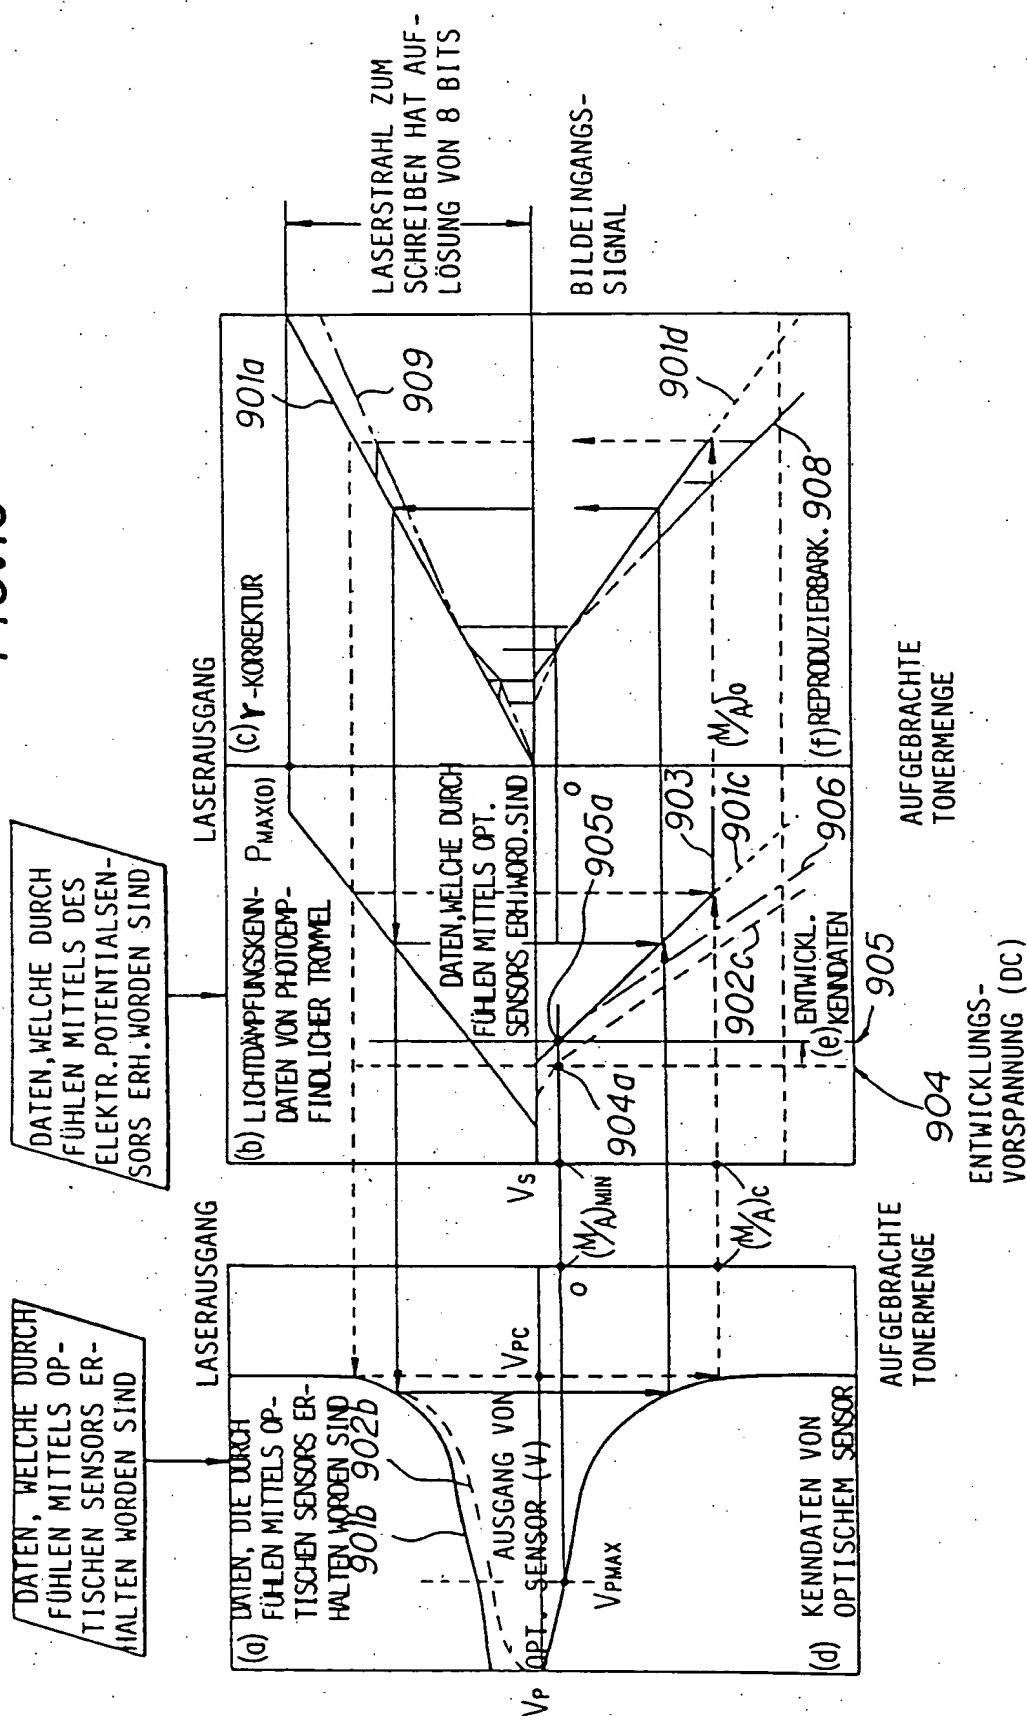 DATEN, WELCHE DURCH
FÜHLEN MITTELS OP-
TISCHEN SENSORS ER-
HALTEN WORDEN SIND
DATEN,WELCHE DURCH
FÜHLEN MITTELS DES
ELEKTR.POTENTIALSEN-
SORS ERH.WORDEN SIND
LASERAUSGANG
(a) DATEN, DIE DURCH
FÜHLEN MITTELS OP-
TISCHEN SENSORS ER-
HALTEN WORDEN SIND
901b 902b
AUSGANG VON
OPT. SENSOR (V)
VP
VPC
VPMAX
(d) KENNDATEN VON
OPTISCHEM SENSOR
AUFGEBRACHTE
TONERMENGE
LASERAUSGANG
(b) LICHTDÄMPFUNGSKENN-
DATEN VON PHOTOEMP-
FINDLICHER TROMMEL
PMAX(0)
VS
0
(M/A)MIN
(M/A)C
DATEN,WELCHE DURCH
FÜHLEN MITTELS OPT.
SENSORS ERH.WORD.SIND
0
904a
905a
902c
903
901c
906
(e) ENTWICKL.
KENNDATEN
904
905
ENTWICKLUNGS-
VORSPANNUNG (DC)
(c) γ-KORREKTUR
901a
909
LASERSTRAHL ZUM
SCHREIBEN HAT AUF-
LÖSUNG VON 8 BITS
BILDEINGANGS-
SIGNAL
901d
(M/A)0
(f) REPRODUZIERBARK.
908
AUFGEBRACHTE
TONERMENGE